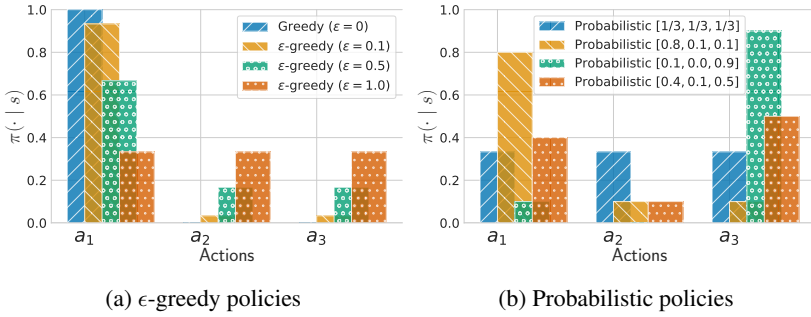 1.0
0.8
0.6
0.4
0.2
0.0
π(· | s)
Greedy (ε=0)
ε-greedy (ε=0.1)
ε-greedy (ε=0.5)
ε-greedy (ε=1.0)
a₁
a₂
a₃
Actions
(a) ϵ-greedy policies
1.0
0.8
0.6
0.4
0.2
0.0
π(· | s)
Probabilistic [1/3, 1/3, 1/3]
Probabilistic [0.8, 0.1, 0.1]
Probabilistic [0.1, 0.0, 0.9]
Probabilistic [0.4, 0.1, 0.5]
a₁
a₂
a₃
Actions
(b) Probabilistic policies